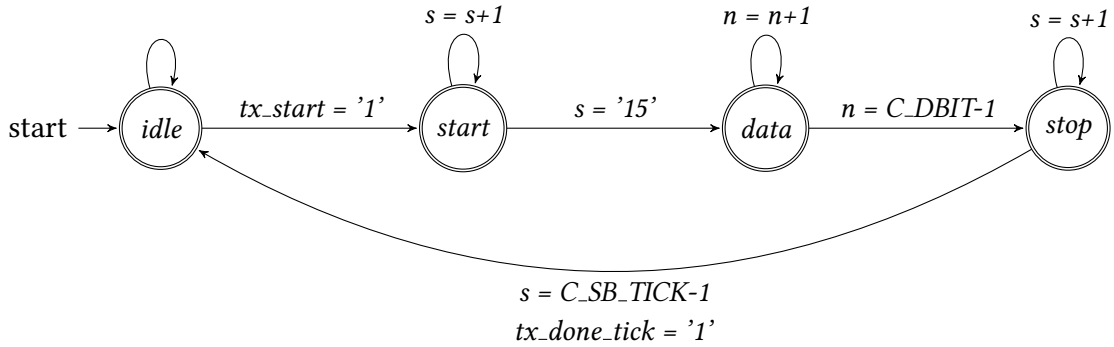 s = s+1
n = n+1
s = s+1
start
idle
tx_start = '1'
start
s = '15'
data
n = C_DBIT-1
stop
s = C_SB_TICK-1
tx_done_tick = '1'